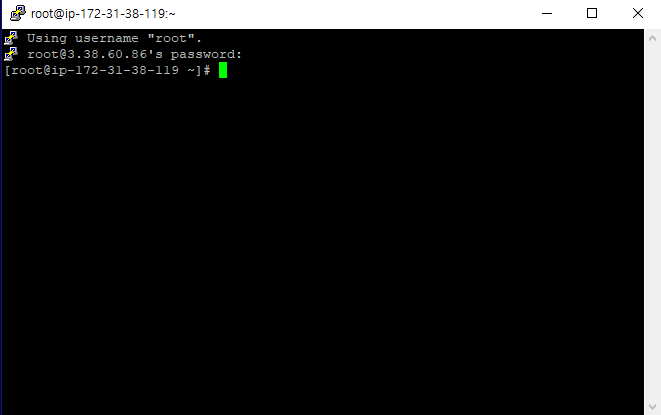 root@ip-172-31-38-119:~
Using username "root".
root@3.38.60.86's password:
[root@ip-172-31-38-119 ~]#